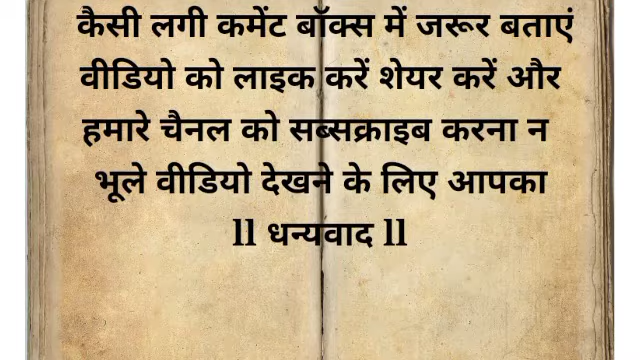 कैसी लगी कमेंट बॉक्स में जरूर बताएं
वीडियो को लाइक करें शेयर करें और
हमारे चैनल को सब्सक्राइब करना न
भूले वीडियो देखने के लिए आपका
ll धन्यवाद ll